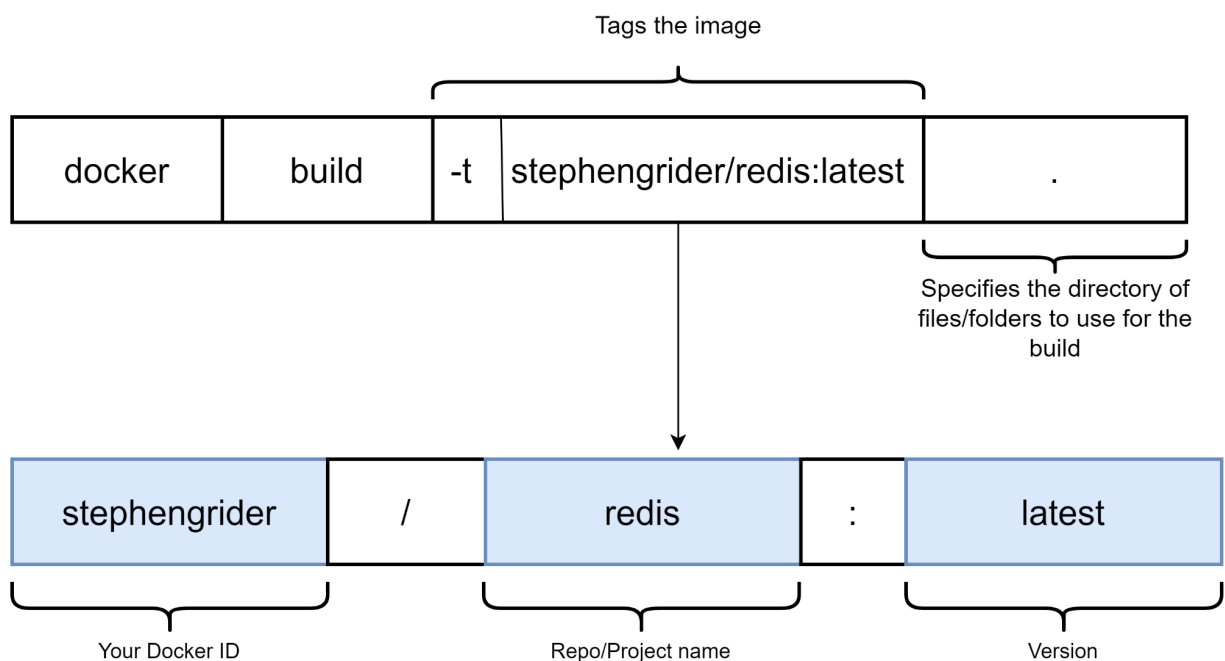 Tags the image
docker build -t stephengrider/redis:latest .
Specifies the directory of
files/folders to use for the
build
stephengrider / redis : latest
Your Docker ID Repo/Project name Version